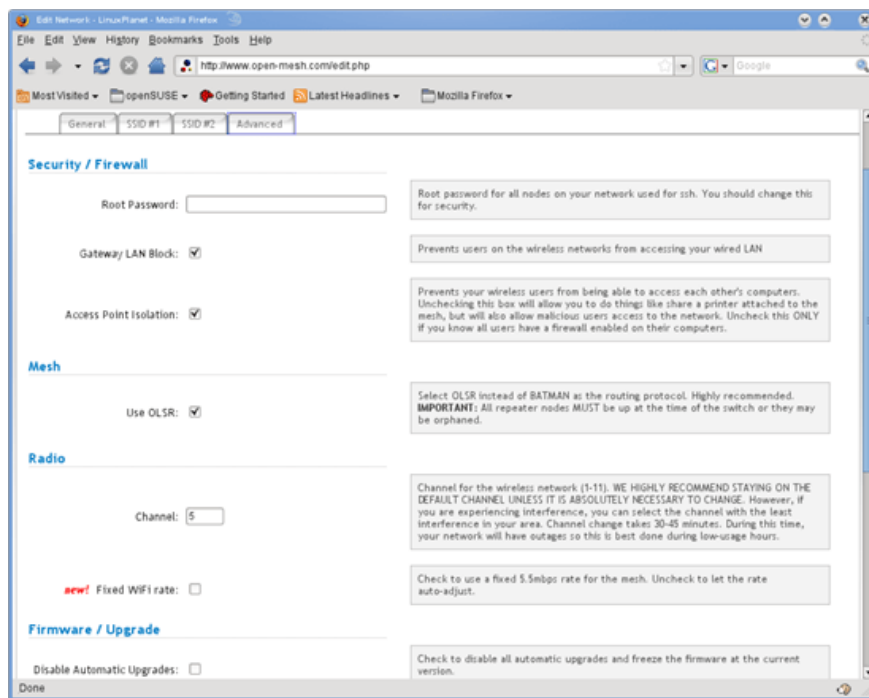 Edit Network - LinuxPlanet - Mozilla Firefox
File Edit View History Bookmarks Tools Help
http://www.open-mesh.com/edit.php
Google
Most Visited openSUSE Getting Started Latest Headlines Mozilla Firefox
General SSID #1 SSID #2 Advanced
Security / Firewall
Root Password:
Root password for all nodes on your network used for ssh. You should change this
for security.
Gateway LAN Block:
Prevents users on the wireless networks from accessing your wired LAN
Access Point Isolation:
Prevents your wireless users from being able to access each other's computers.
Unchecking this box will allow you to do things like share a printer attached to the
mesh, but will also allow malicious users access to the network. Uncheck this ONLY
if you know all users have a firewall enabled on their computers.
Mesh
Use OLSR:
Select OLSR instead of BATMAN as the routing protocol. Highly recommended.
IMPORTANT: All repeater nodes MUST be up at the time of the switch or they may
be orphaned.
Radio
Channel: 5
Channel for the wireless network (1-11). WE HIGHLY RECOMMEND STAYING ON THE
DEFAULT CHANNEL UNLESS IT IS ABSOLUTELY NECESSARY TO CHANGE. However, if
you are experiencing interference, you can select the channel with the least
interference in your area. Channel change takes 30-45 minutes. During this time,
your network will have outages so this is best done during low-usage hours.
new! Fixed WiFi rate:
Check to use a fixed 5.5mbps rate for the mesh. Uncheck to let the rate
auto-adjust.
Firmware / Upgrade
Disable Automatic Upgrades:
Check to disable all automatic upgrades and freeze the firmware at the current
version.
Done